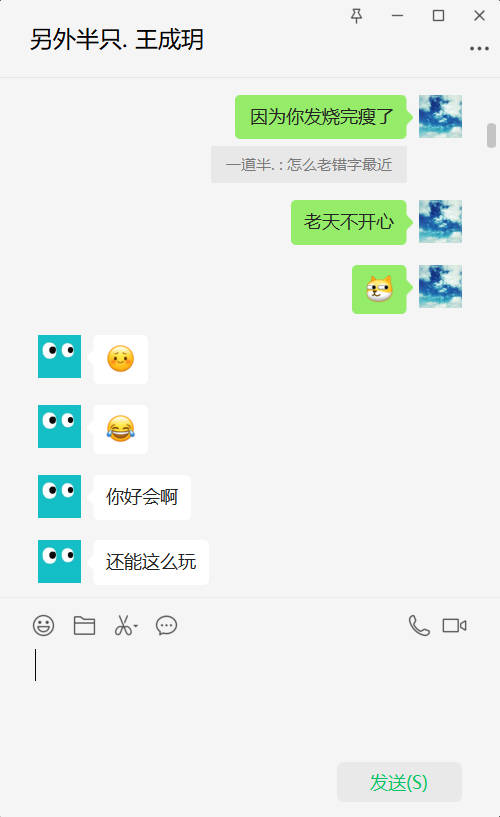 另外半只. 王成玥
因为你发烧完瘦了
一道半. : 怎么老错字最近
老天不开心
你好会啊
还能这么玩
发送(S)